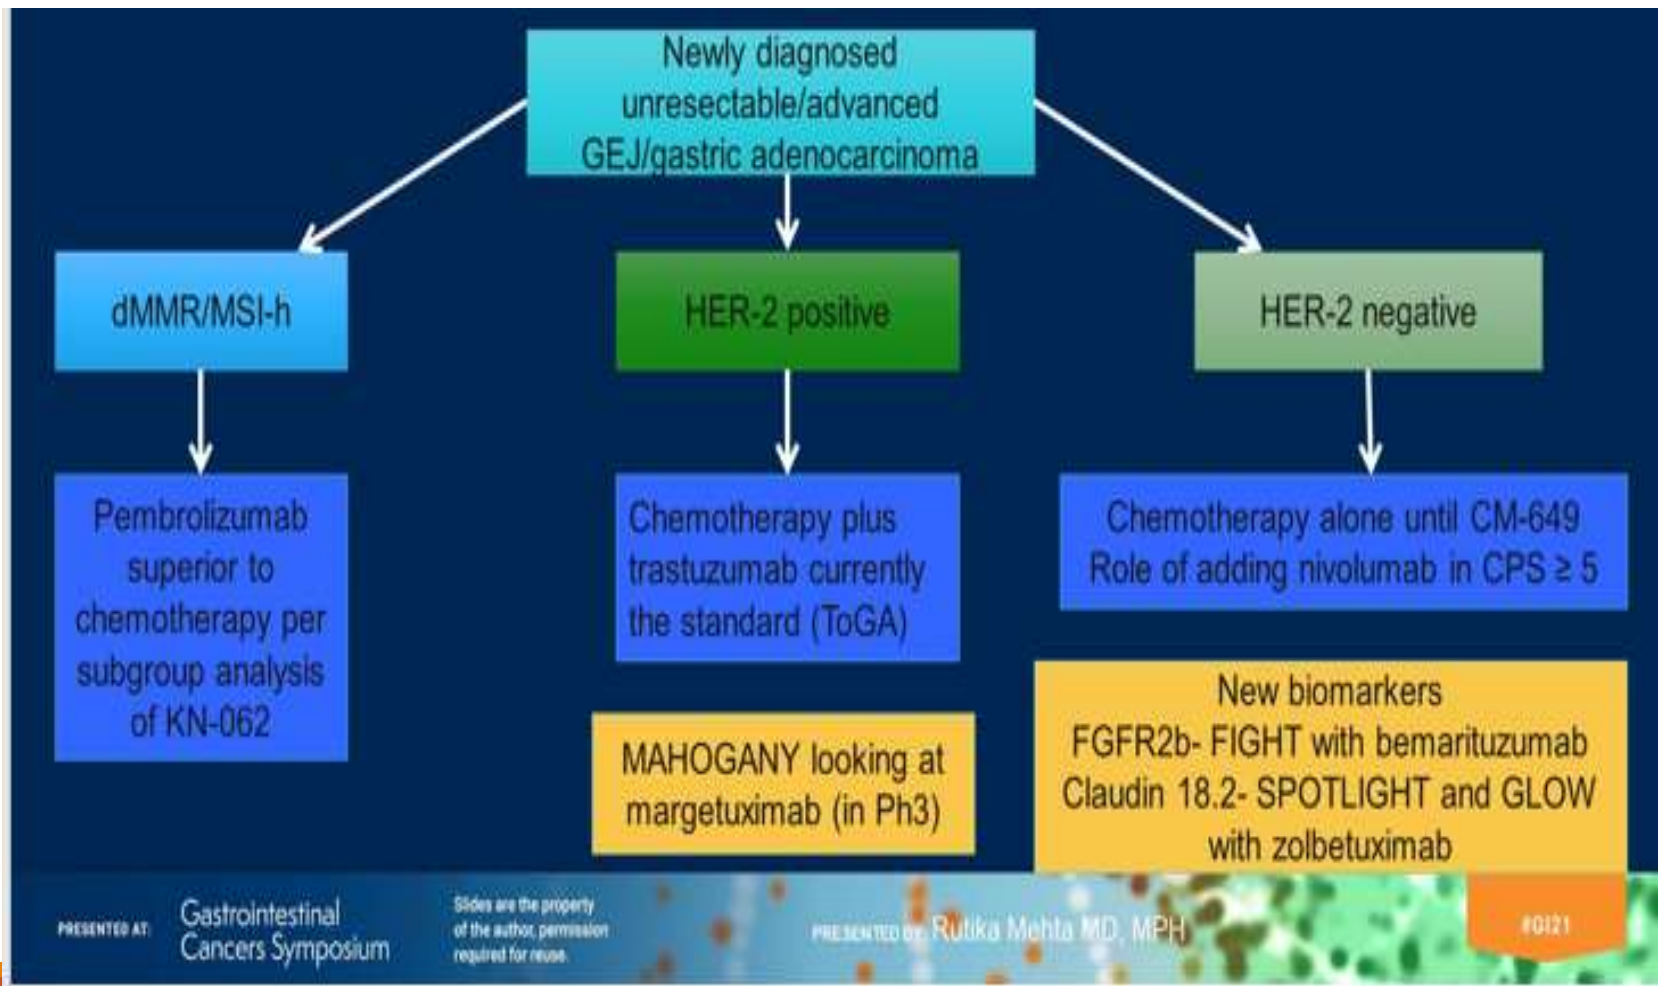 Newly diagnosed
unresectable/advanced
GEJ/gastric adenocarcinoma
dMMR/MSI-h
HER-2 positive
HER-2 negative
Pembrolizumab
superior to
chemotherapy per
subgroup analysis
of KN-062
Chemotherapy plus
trastuzumab currently
the standard (ToGA)
Chemotherapy alone until CM-649
Role of adding nivolumab in CPS ≥ 5
MAHOGANY looking at
margetuximab (in Ph3)
New biomarkers
FGFR2b- FIGHT with bemarituzumab
Claudin 18.2- SPOTLIGHT and GLOW
with zolbetuximab
PRESENTED AT:
Gastrointestinal
Cancers Symposium
Slides are the property
of the author, permission
required for reuse.
PRESENTED BY: Rutika Mehta MD, MPH
#GI21